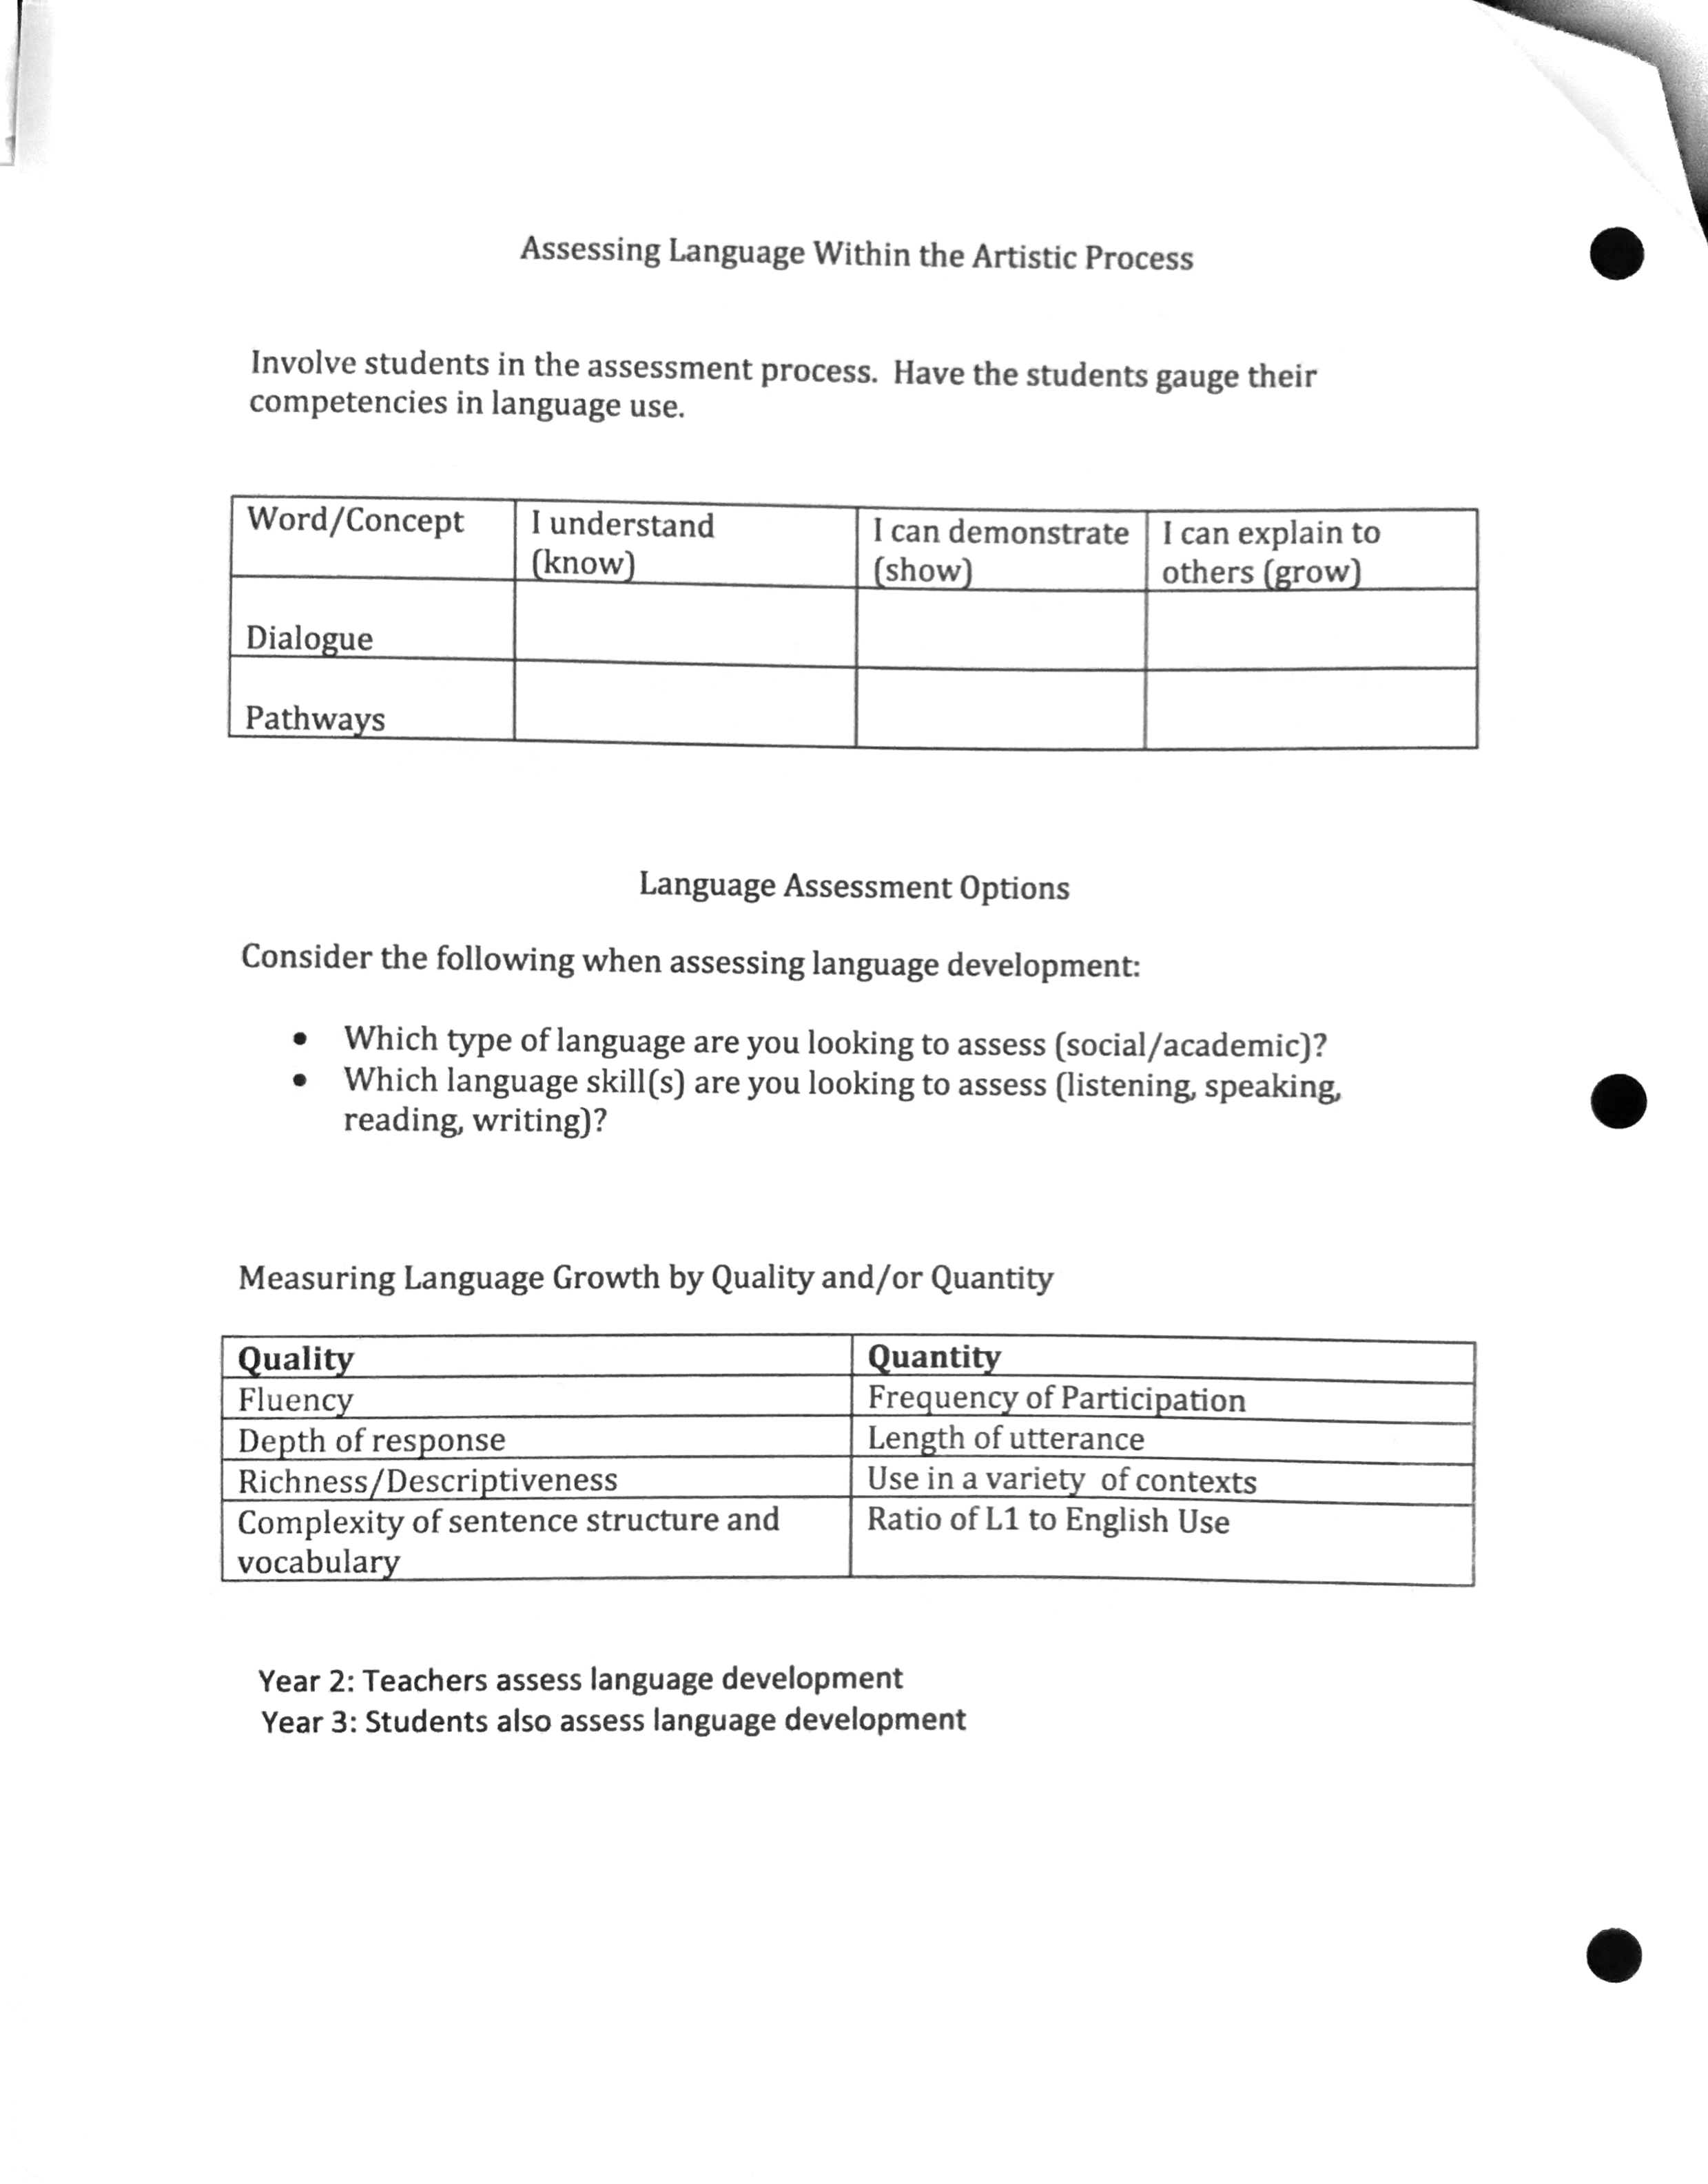 Assessing Language Within the Artistic Process
Involve students in the assessment process.  Have the students gauge their
competencies in language use.
Word/Concept I understand (know) I can demonstrate (show) I can explain to others (grow)
Dialogue
Pathways
Language Assessment Options
Consider the following when assessing language development:
• Which type of language are you looking to assess (social/academic)?
• Which language skill(s) are you looking to assess (listening, speaking,
reading, writing)?
Measuring Language Growth by Quality and/or Quantity
Quality Quantity
Fluency Frequency of Participation
Depth of response Length of utterance
Richness/Descriptiveness Use in a variety  of contexts
Complexity of sentence structure and vocabulary Ratio of L1 to English Use
Year 2: Teachers assess language development
Year 3: Students also assess language development